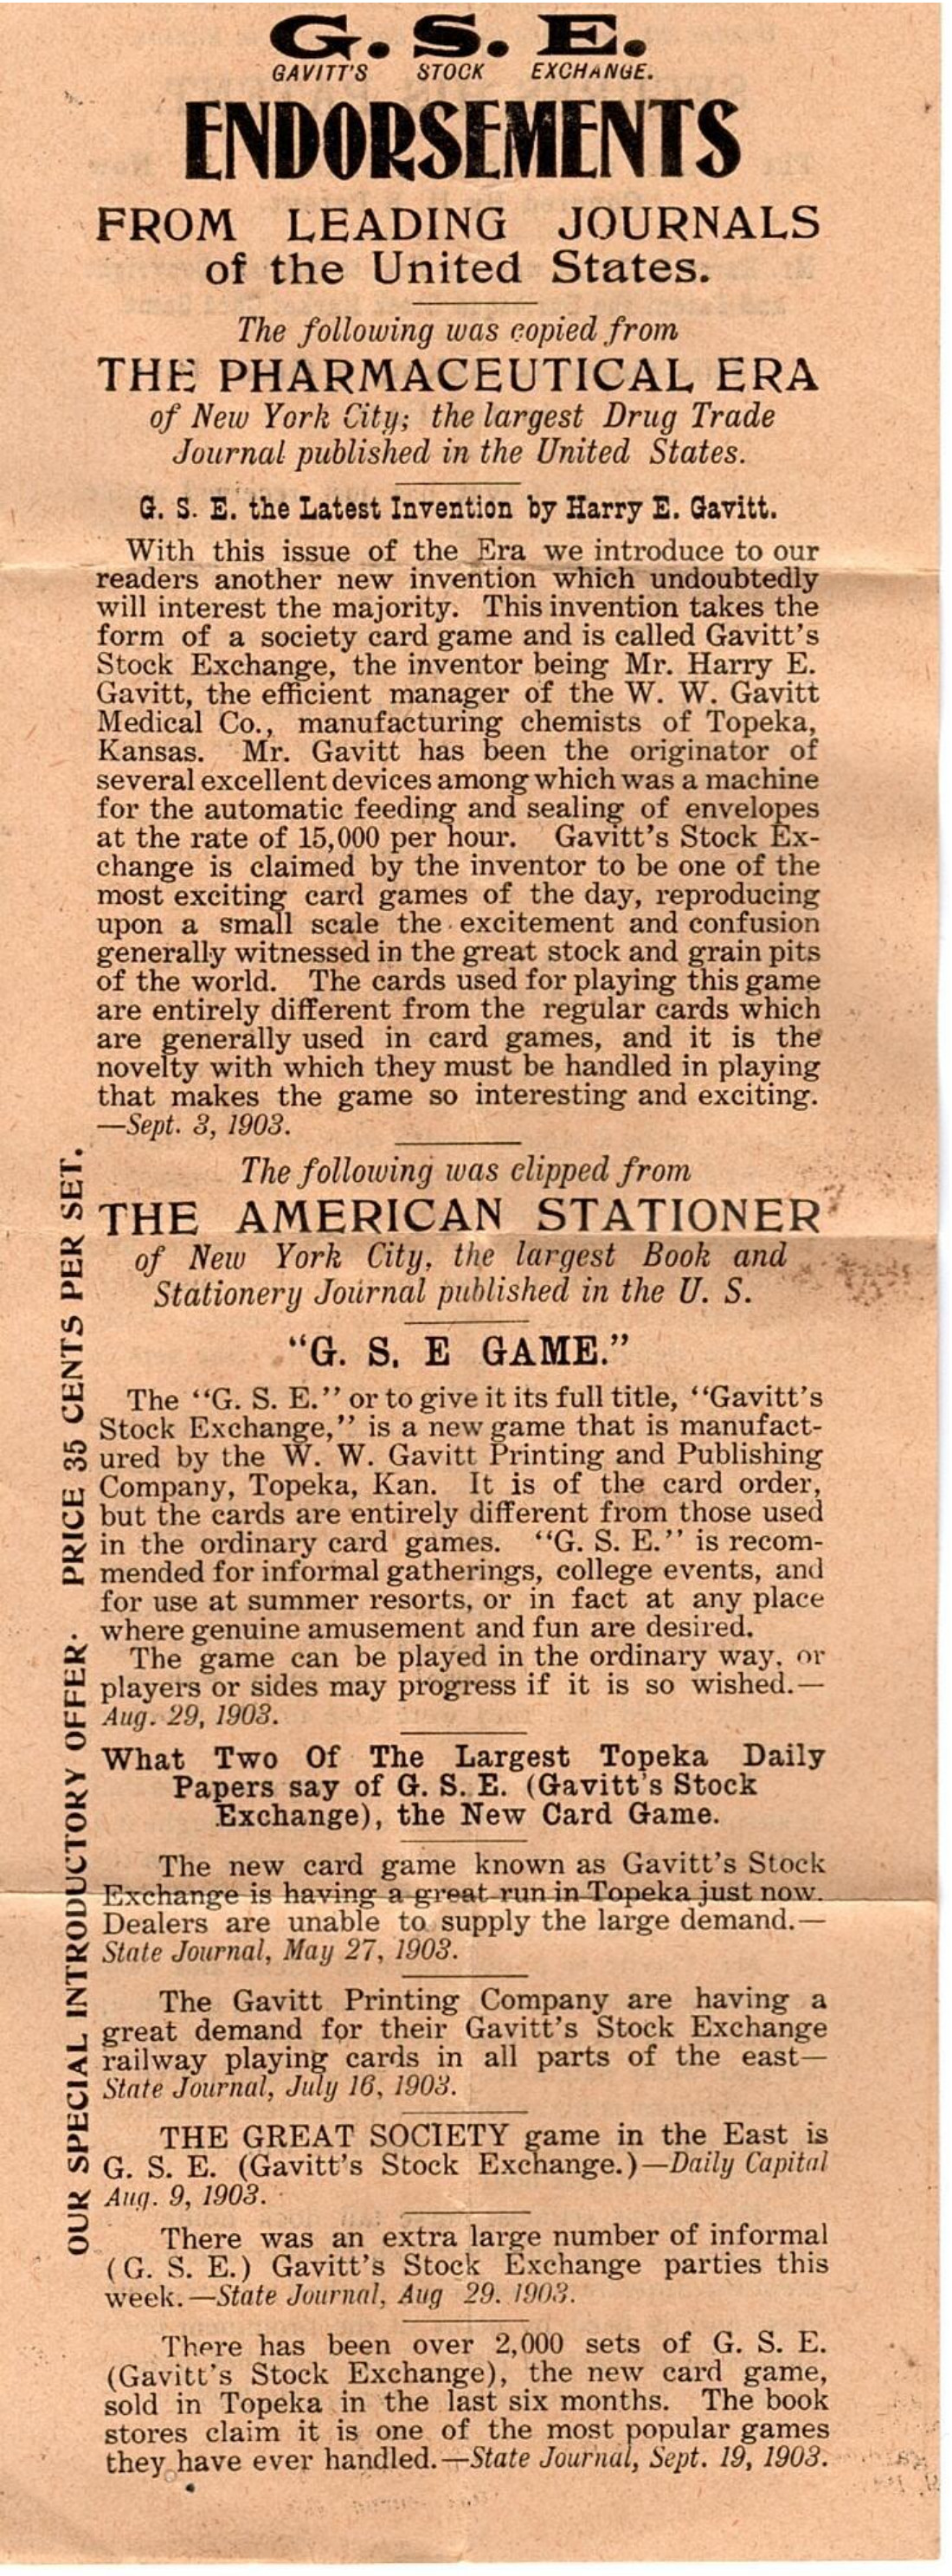 G. S. E.
GAVITT'S STOCK EXCHANGE.
ENDORSEMENTS
FROM LEADING JOURNALS
of the United States.
The following was copied from
THE PHARMACEUTICAL ERA
of New York City; the largest Drug Trade
Journal published in the United States.
G. S. E. the Latest Invention by Harry E. Gavitt.
With this issue of the Era we introduce to our
readers another new invention which undoubtedly
will interest the majority. This invention takes the
form of a society card game and is called Gavitt's
Stock Exchange, the inventor being Mr. Harry E.
Gavitt, the efficient manager of the W. W. Gavitt
Medical Co., manufacturing chemists of Topeka,
Kansas. Mr. Gavitt has been the originator of
several excellent devices among which was a machine
for the automatic feeding and sealing of envelopes
at the rate of 15,000 per hour. Gavitt's Stock Ex-
change is claimed by the inventor to be one of the
most exciting card games of the day, reproducing
upon a small scale the excitement and confusion
generally witnessed in the great stock and grain pits
of the world. The cards used for playing this game
are entirely different from the regular cards which
are generally used in card games, and it is the
novelty with which they must be handled in playing
that makes the game so interesting and exciting.
—Sept. 3, 1903.
The following was clipped from
THE AMERICAN STATIONER
of New York City, the largest Book and
Stationery Journal published in the U. S.
"G. S. E GAME."
The "G. S. E." or to give it its full title, "Gavitt's
Stock Exchange," is a new game that is manufact-
ured by the W. W. Gavitt Printing and Publishing
Company, Topeka, Kan. It is of the card order,
but the cards are entirely different from those used
in the ordinary card games. "G. S. E." is recom-
mended for informal gatherings, college events, and
for use at summer resorts, or in fact at any place
where genuine amusement and fun are desired.
The game can be played in the ordinary way, or
players or sides may progress if it is so wished.—
Aug. 29, 1903.
What Two Of The Largest Topeka Daily
Papers say of G. S. E. (Gavitt's Stock
Exchange), the New Card Game.
The new card game known as Gavitt's Stock
Exchange is having a great run in Topeka just now.
Dealers are unable to supply the large demand.—
State Journal, May 27, 1903.
The Gavitt Printing Company are having a
great demand for their Gavitt's Stock Exchange
railway playing cards in all parts of the east—
State Journal, July 16, 1903.
THE GREAT SOCIETY game in the East is
G. S. E. (Gavitt's Stock Exchange.)—Daily Capital
Aug. 9, 1903.
There was an extra large number of informal
(G. S. E.) Gavitt's Stock Exchange parties this
week.—State Journal, Aug 29. 1903.
There has been over 2,000 sets of G. S. E.
(Gavitt's Stock Exchange), the new card game,
sold in Topeka in the last six months. The book
stores claim it is one of the most popular games
they have ever handled.—State Journal, Sept. 19, 1903.
OUR SPECIAL INTRODUCTORY OFFER. PRICE 35 CENTS PER SET.